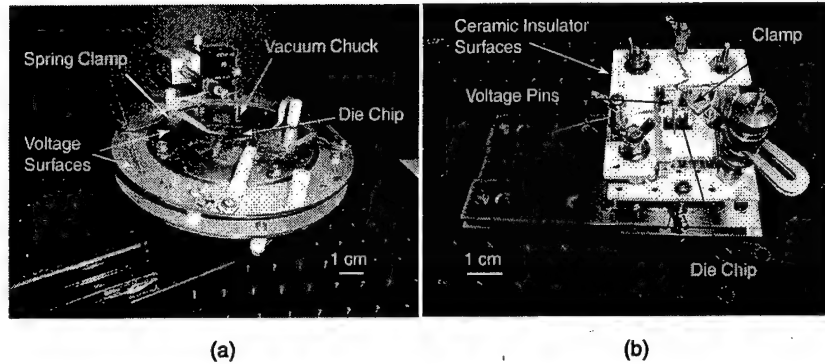 Spring Clamp
Vacuum Chuck
Die Chip
Voltage
Surfaces
1 cm
(a)
Ceramic Insulator
Surfaces
Clamp
Voltage Pins
1 cm
Die Chip
(b)